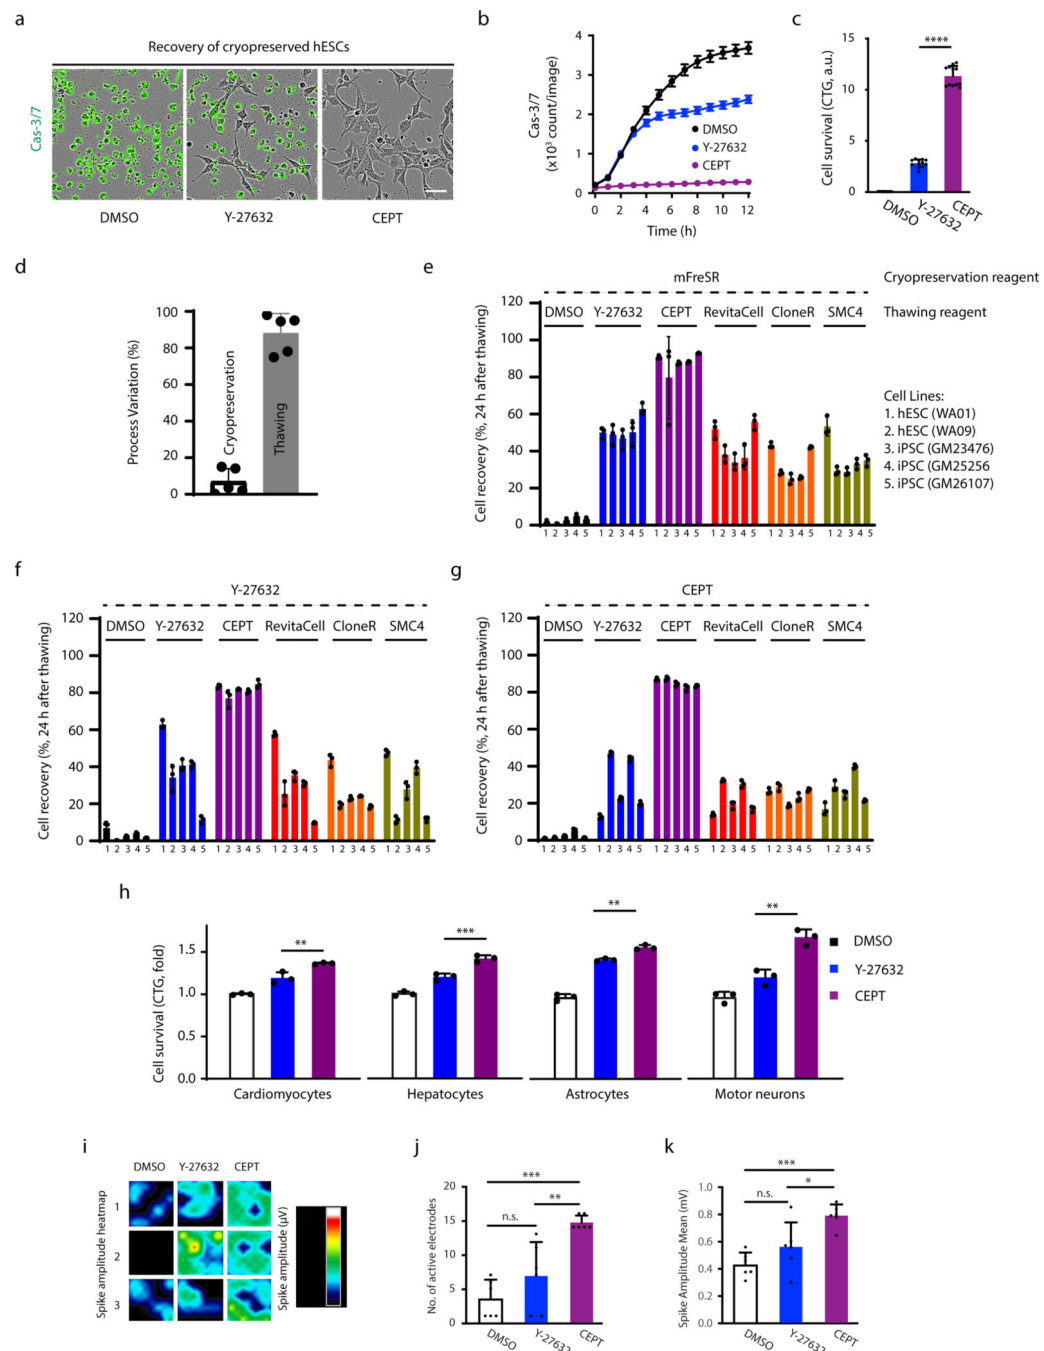 a
Recovery of cryopreserved hESCs
Cas-3/7
DMSO Y-27632 CEPT
b
Cas-3/7
(x10³ count/image)
4
3
2
1
0
DMSO
Y-27632
CEPT
0 2 4 6 8 10 12
Time (h)
c
Cell survival (CTG, a.u.)
****
15
10
5
0
DMSO Y-27632 CEPT
d
Process Variation (%)
100
80
60
40
20
0
Cryopreservation
Thawing
e
mFreSR Cryopreservation reagent
DMSO Y-27632 CEPT RevitaCell CloneR SMC4 Thawing reagent
Cell recovery (%, 24 h after thawing)
120
100
80
60
40
20
0
1 2 3 4 5 1 2 3 4 5 1 2 3 4 5 1 2 3 4 5 1 2 3 4 5 1 2 3 4 5
Cell Lines:
1. hESC (WA01)
2. hESC (WA09)
3. iPSC (GM23476)
4. iPSC (GM25256
5. iPSC (GM26107)
f
Y-27632
DMSO Y-27632 CEPT RevitaCell CloneR SMC4
Cell recovery (%, 24 h after thawing)
120
100
80
60
40
20
0
1 2 3 4 5 1 2 3 4 5 1 2 3 4 5 1 2 3 4 5 1 2 3 4 5 1 2 3 4 5
g
CEPT
DMSO Y-27632 CEPT RevitaCell CloneR SMC4
Cell recovery (%, 24 h after thawing)
120
100
80
60
40
20
0
1 2 3 4 5 1 2 3 4 5 1 2 3 4 5 1 2 3 4 5 1 2 3 4 5 1 2 3 4 5
h
Cell survival (CTG, fold)
1.5
1.0
0.5
0.0
** *** ** **
Cardiomyocytes Hepatocytes Astrocytes Motor neurons
DMSO
Y-27632
CEPT
i
DMSO Y-27632 CEPT
Spike amplitude heatmap
1
2
3
Spike amplitude (μV)
j
No. of active electrodes
20
15
10
5
0
***
**
n.s.
DMSO Y-27632 CEPT
k
Spike Amplitude Mean (mV)
1.0
0.8
0.6
0.4
0.2
0.0
***
*
n.s.
DMSO Y-27632 CEPT